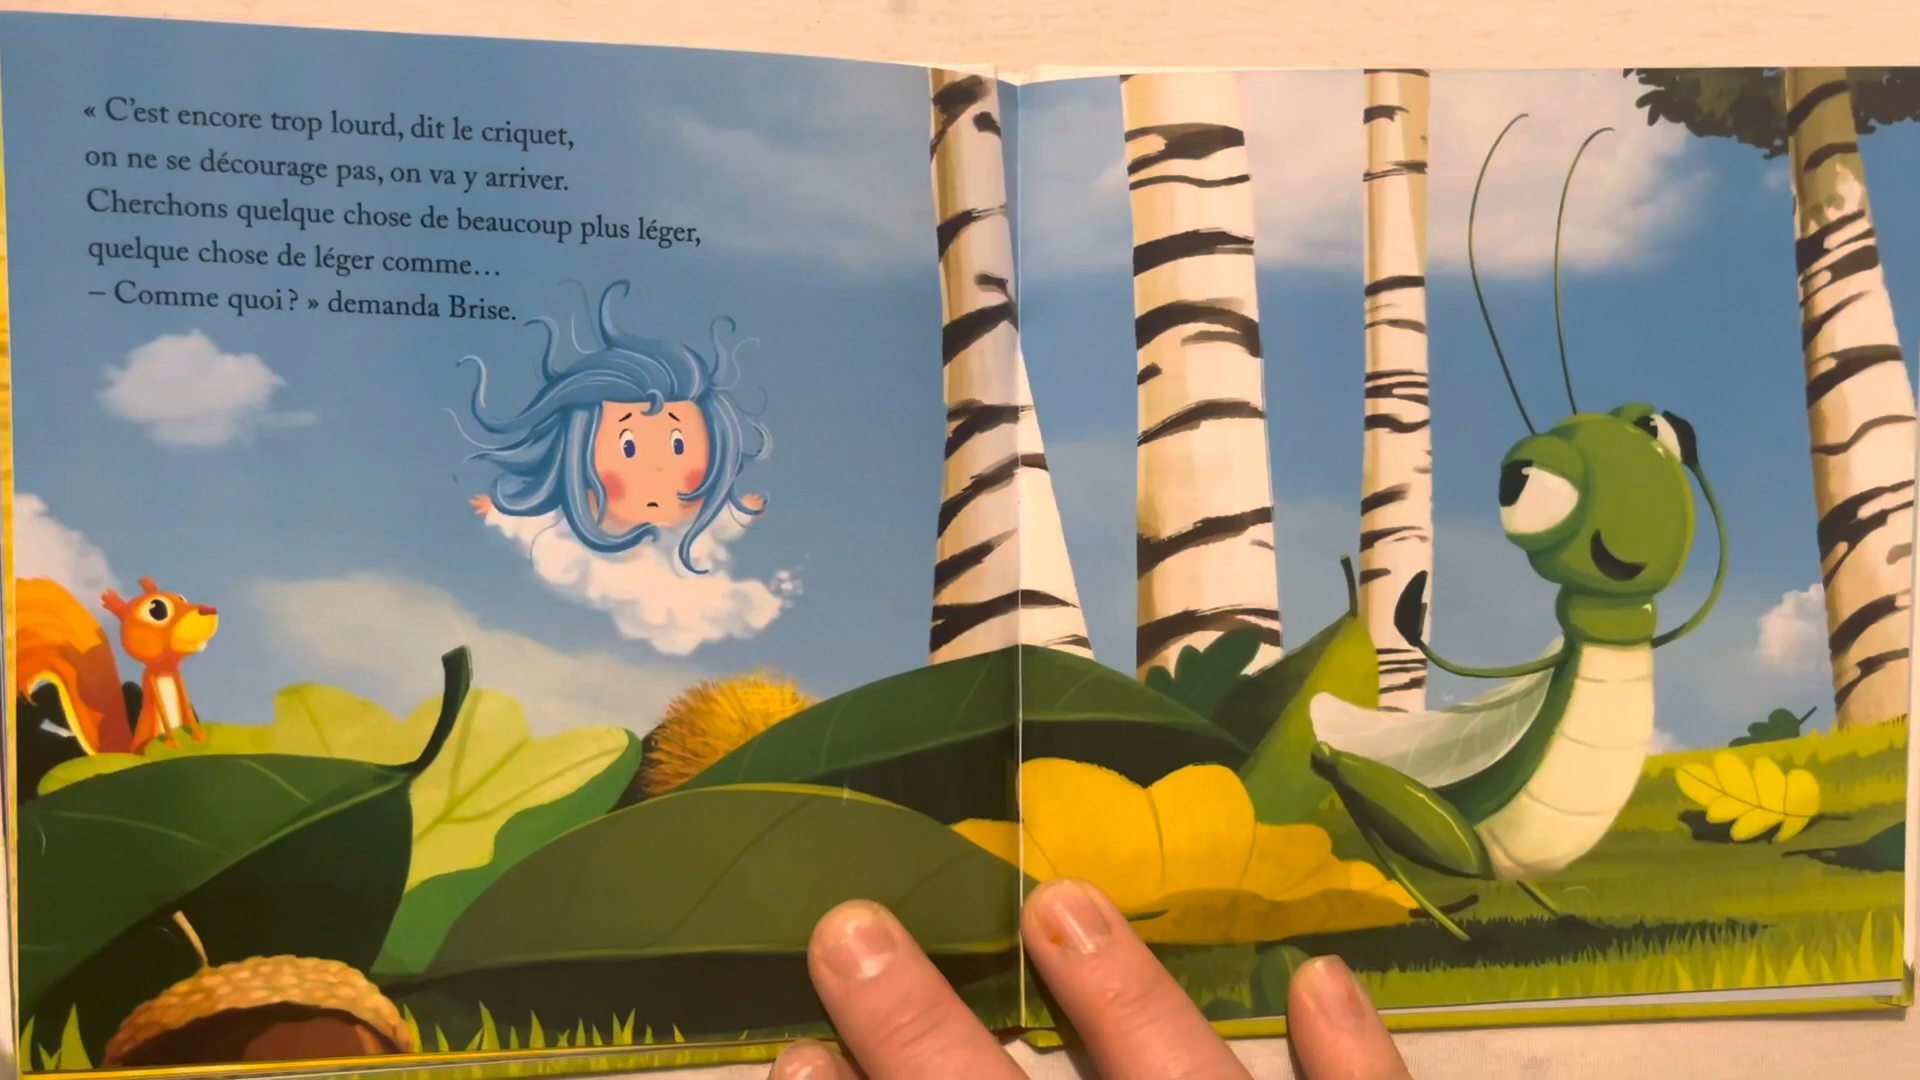 « C’est encore trop lourd, dit le criquet,
on ne se décourage pas, on va y arriver.
Cherchons quelque chose de beaucoup plus léger,
quelque chose de léger comme…
– Comme quoi ? » demanda Brise.